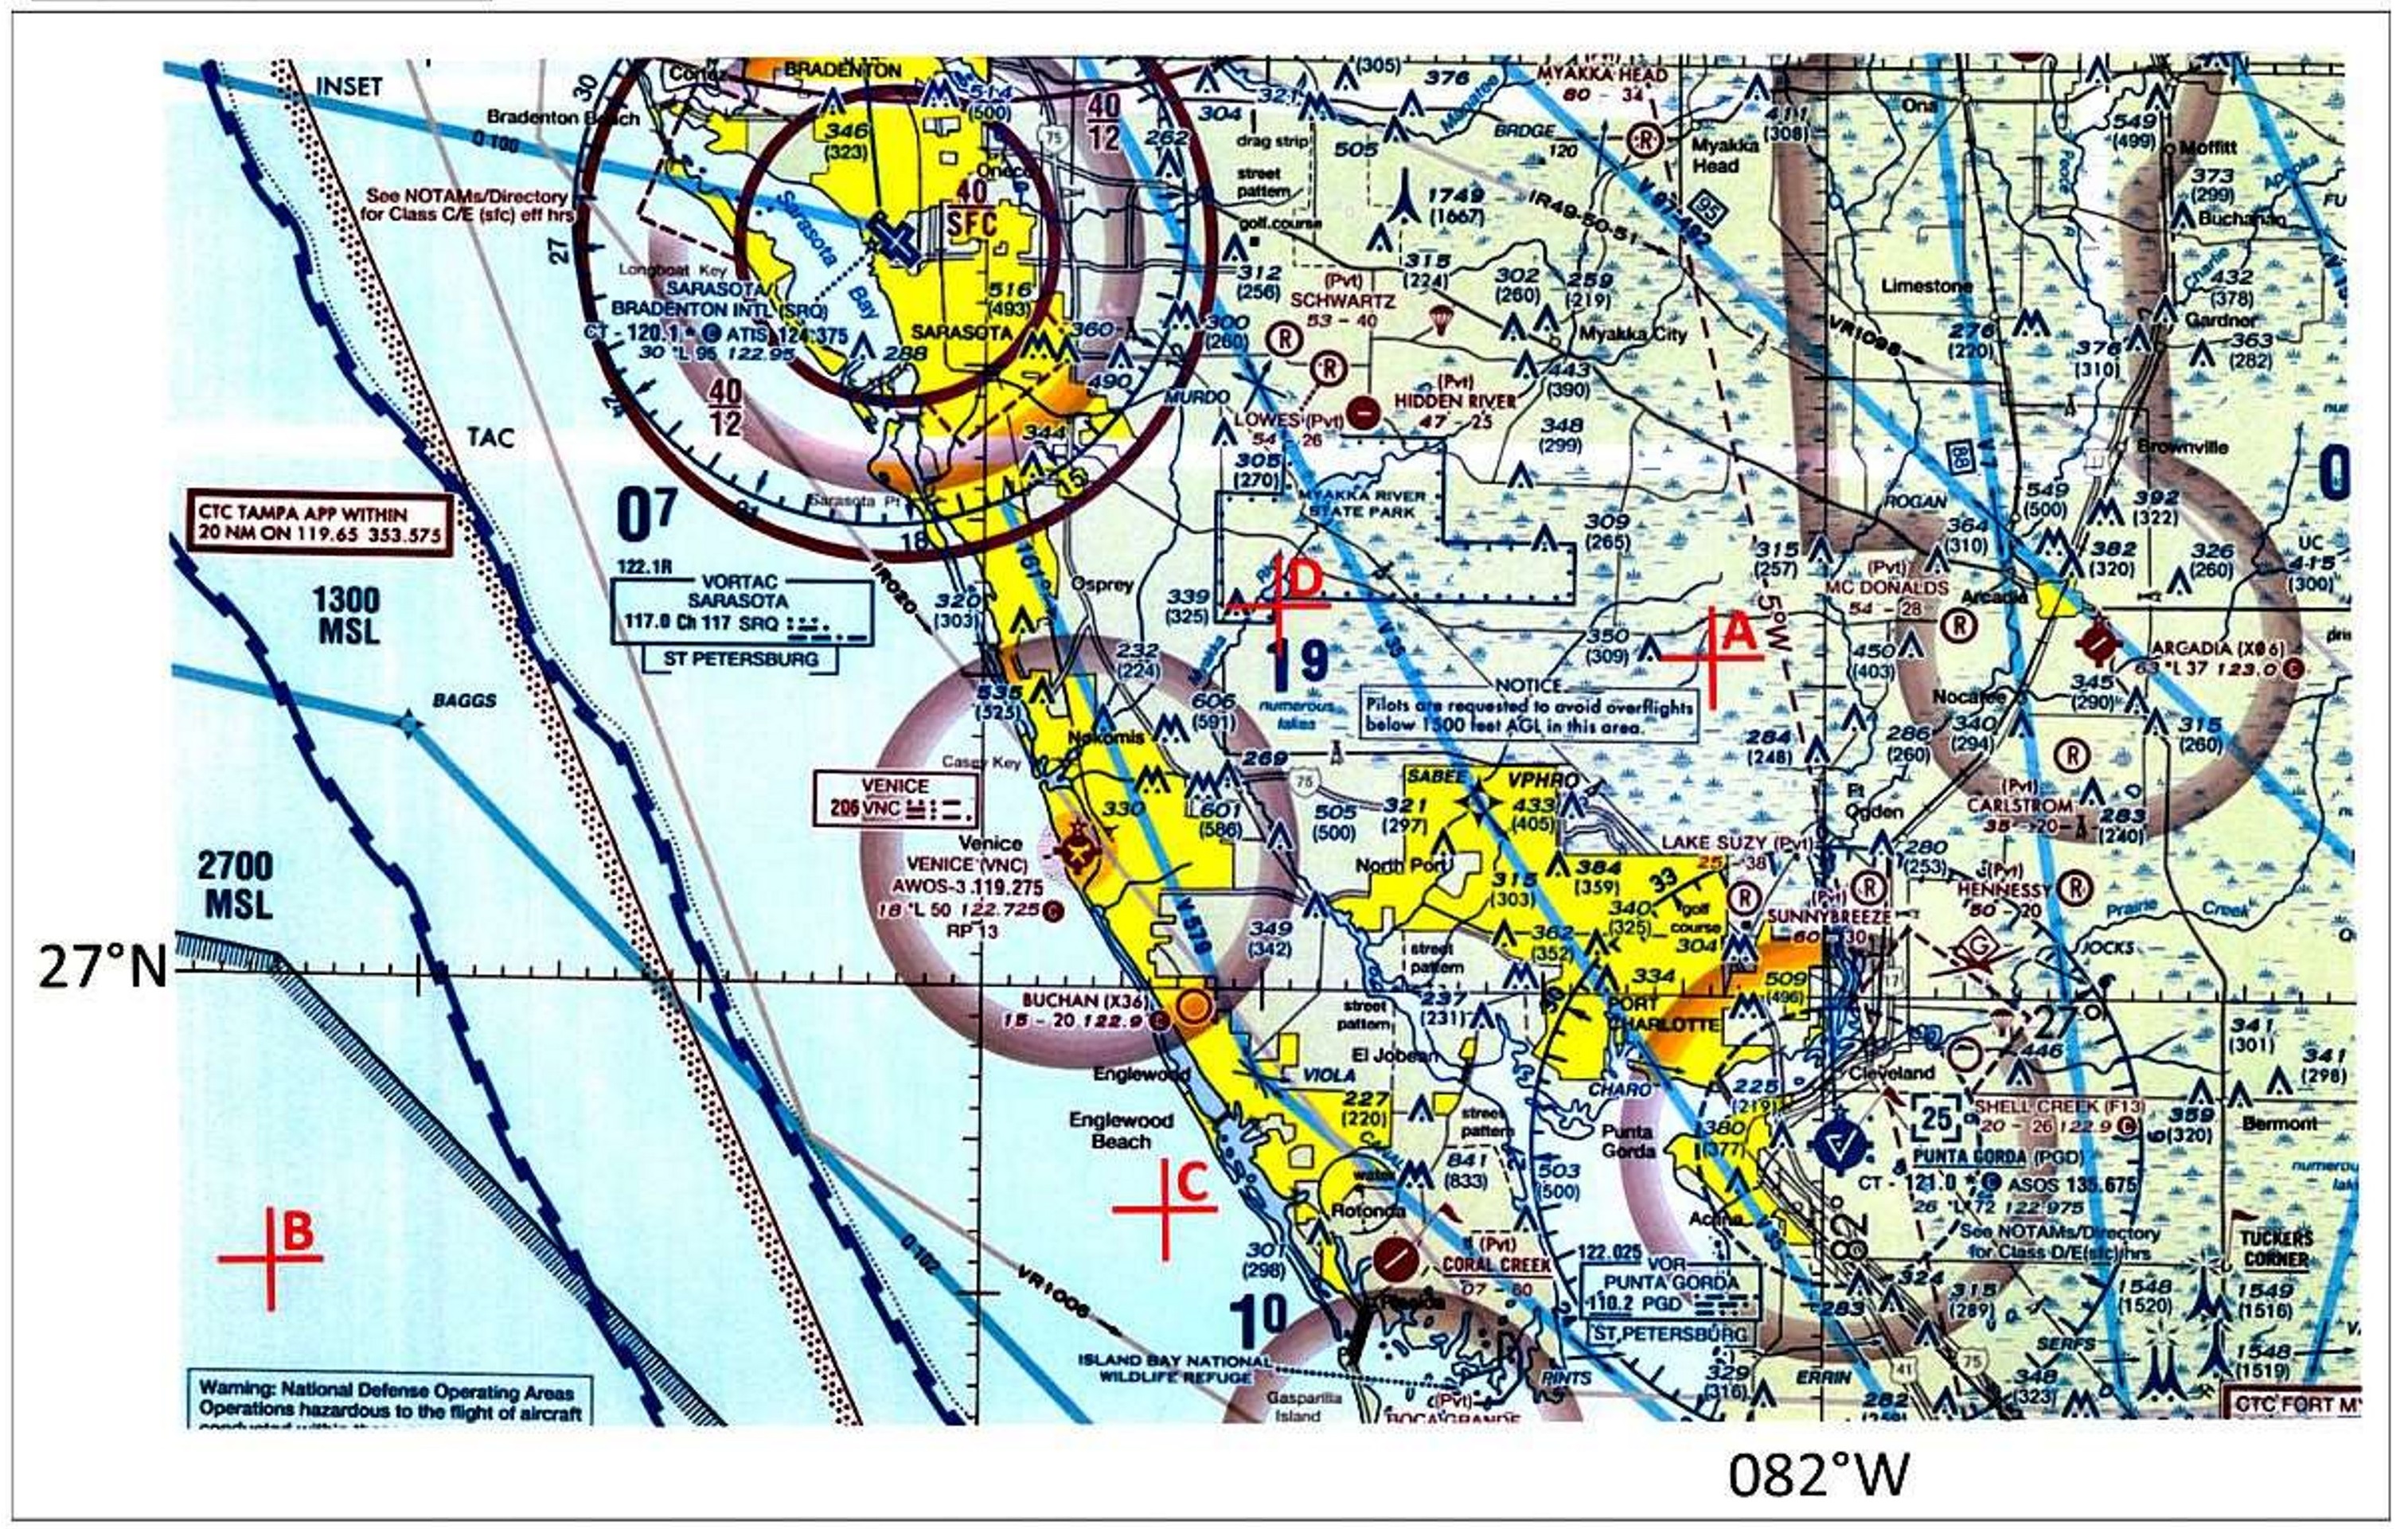 INSET
BRADENTON
514
(500)
40
12
(305)
376
304
321
MYAKKA HEAD
80 - 34
411
(308)
Ona
549
(499)
Moffitt
30
Bradenton Beach
346
(323)
262
drag strip
505
BRDGE
120
Myakka
Head
street
pattern
Oneco
40
SFC
See NOTAMs/Directory
for Class C/E (sfc) eff hrs
Sarasota
Bay
golf course
1749
(1667)
IR49-50-51
95
373
(299)
Buchanan
27
Longboat Key
SARASOTA/
BRADENTON INTL (SRQ)
CT - 120.1 * C ATIS 124.375
30 *L 95 122.95
516
(493)
SARASOTA
288
360
312
(256)
315
(224)
302
(260)
259
(219)
Limestone
Charlie
432
(378)
Gardner
(Pvt)
SCHWARTZ
53 - 40
300
(260)
Myakka City
VR1098
276
(220)
376
(310)
363
(282)
40
12
490
MURDO
(Pvt)
HIDDEN RIVER
47 - 25
443
(390)
LOWES (Pvt)
54 - 26
24
344
348
(299)
TAC
Brownville
305
(270)
15
Sarasota Pt
MYAKKA RIVER
STATE PARK
88
ROGAN
549
(500)
392
(322)
CTC TAMPA APP WITHIN
20 NM ON 119.65 353.575
07
21
18
309
(265)
364
(310)
315
(257)
382
(320)
326
(260)
415
(300)
122.1R
VORTAC
SARASOTA
117.0 Ch 117 SRQ
ST PETERSBURG
IR020
320
(303)
161°
Osprey
339
(325)
D
V 35
(Pvt)
MC DONALDS
54 - 28
Arcadia
1300
MSL
350
(309)
A
5°W
450
(403)
ARCADIA (X06)
63 *L 37 123.0 C
232
(224)
Myakka
19
535
(525)
606
(591)
numerous
lakes
NOTICE
Pilots are requested to avoid overflights
below 1500 feet AGL in this area.
Nocatee
345
(290)
BAGGS
Nokomis
284
(248)
286
(260)
340
(294)
315
(260)
Casey Key
269
75
SABEE
VPHRO
VENICE
206 VNC
330
601
(586)
505
(500)
321
(297)
433
(405)
Ft
Ogden
(Pvt)
CARLSTROM
35 - 20
283
(240)
Venice
VENICE (VNC)
AWOS-3 119.275
18 *L 50 122.725 C
RP 13
North Port
LAKE SUZY (Pvt)
25 - 38
280
(253)
2700
MSL
315
(303)
384
(359)
33
(Pvt)
HENNESSY
50 - 20
V 579
340
(325)
golf
course
304
(Pvt)
SUNNYBREEZE
60 - 30
Prairie Creek
349
(342)
362
(352)
street
pattern
JOCKS
27°N
334
509
(496)
17
BUCHAN (X36)
15 - 20 122.9 C
street
pattern
237
(231)
30
PORT
CHARLOTTE
27°
446
341
(301)
El Jobean
Englewood
VIOLA
CHARO
225
(219)
Cleveland
341
(298)
Englewood
Beach
227
(220)
street
pattern
25
SHELL CREEK (F13)
20 - 26 122.9 C
359
(320)
Bermont
Punta
Gorda
380
(377)
PUNTA GORDA (PGD)
CT - 121.0 * C ASOS 135.675
26 *L 72 122.975
See NOTAMs/Directory
for Class D/E(sfc) hrs
C
water
841
(833)
503
(500)
B
Rotonda
Acline
82°
301
(298)
(Pvt)
CORAL CREEK
07 - 60
O 102
VR1006
122.025
VOR
PUNTA GORDA
110.2 PGD
ST PETERSBURG
TUCKERS
CORNER
10
324
283
315
(289)
1548
(1520)
1549
(1516)
ISLAND BAY NATIONAL
WILDLIFE REFUGE
PINTS
329
(316)
41
75
SERFS
1548
(1519)
Warning: National Defense Operating Areas
Operations hazardous to the flight of aircraft
Gasparilla
Island
(Pvt)
BOCA GRANDE
ERRIN
282
348
(323)
CTC FORT M
082°W